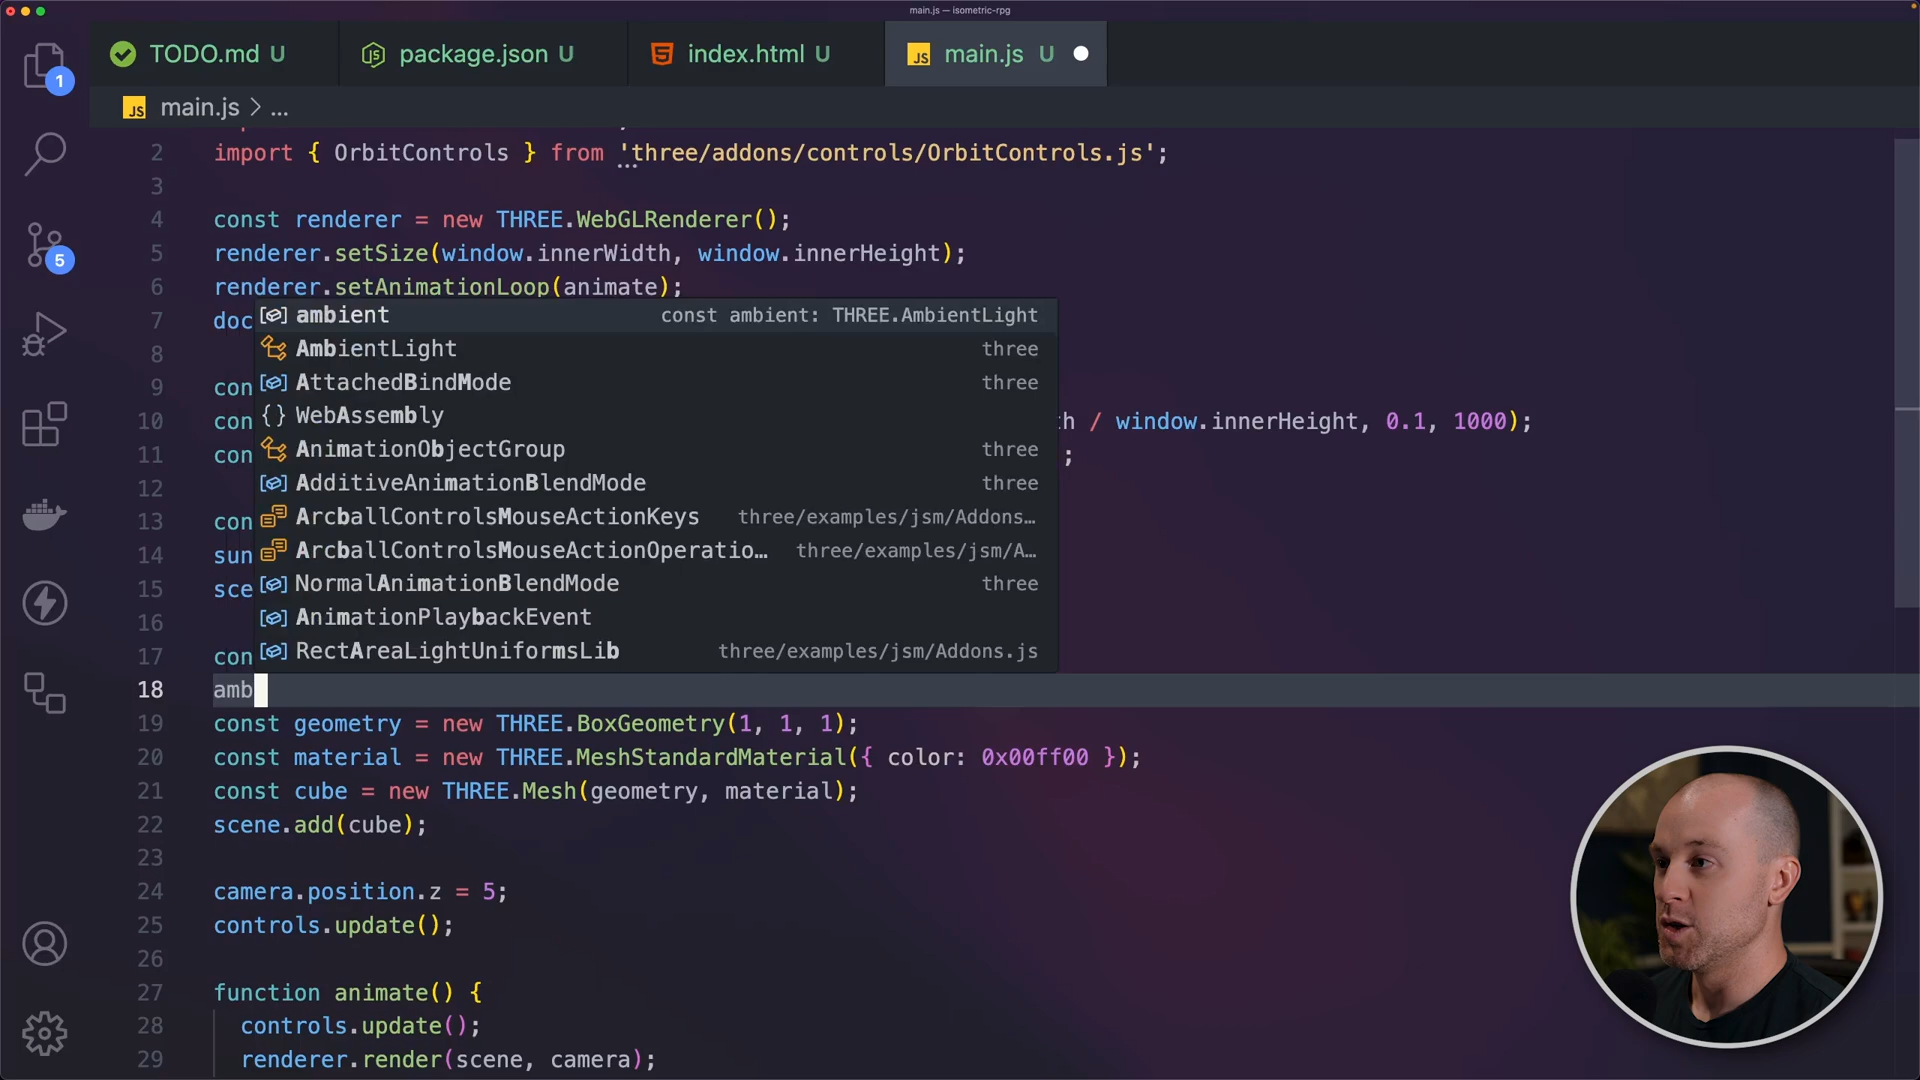 main.js — isometric-rpg
TODO.md U
package.json U
index.html U
JS main.js U
1
JS main.js > ...
2 import { OrbitControls } from 'three/addons/controls/OrbitControls.js';
3
4 const renderer = new THREE.WebGLRenderer();
5 renderer.setSize(window.innerWidth, window.innerHeight);
5
6 renderer.setAnimationLoop(animate);
ambient const ambient: THREE.AmbientLight
7 doc
AmbientLight three
8
AttachedBindMode three
9 con
WebAssembly
10 con h / window.innerHeight, 0.1, 1000);
AnimationObjectGroup three
11 con ;
AdditiveAnimationBlendMode three
12
ArcballControlsMouseActionKeys three/examples/jsm/Addons…
13 con
ArcballControlsMouseActionOperatio… three/examples/jsm/A…
14 sun
NormalAnimationBlendMode three
15 sce
AnimationPlaybackEvent
16
RectAreaLightUniformsLib three/examples/jsm/Addons.js
17 con
18 amb
19 const geometry = new THREE.BoxGeometry(1, 1, 1);
20 const material = new THREE.MeshStandardMaterial({ color: 0x00ff00 });
21 const cube = new THREE.Mesh(geometry, material);
22 scene.add(cube);
23
24 camera.position.z = 5;
25 controls.update();
26
27 function animate() {
28 controls.update();
29 renderer.render(scene, camera);